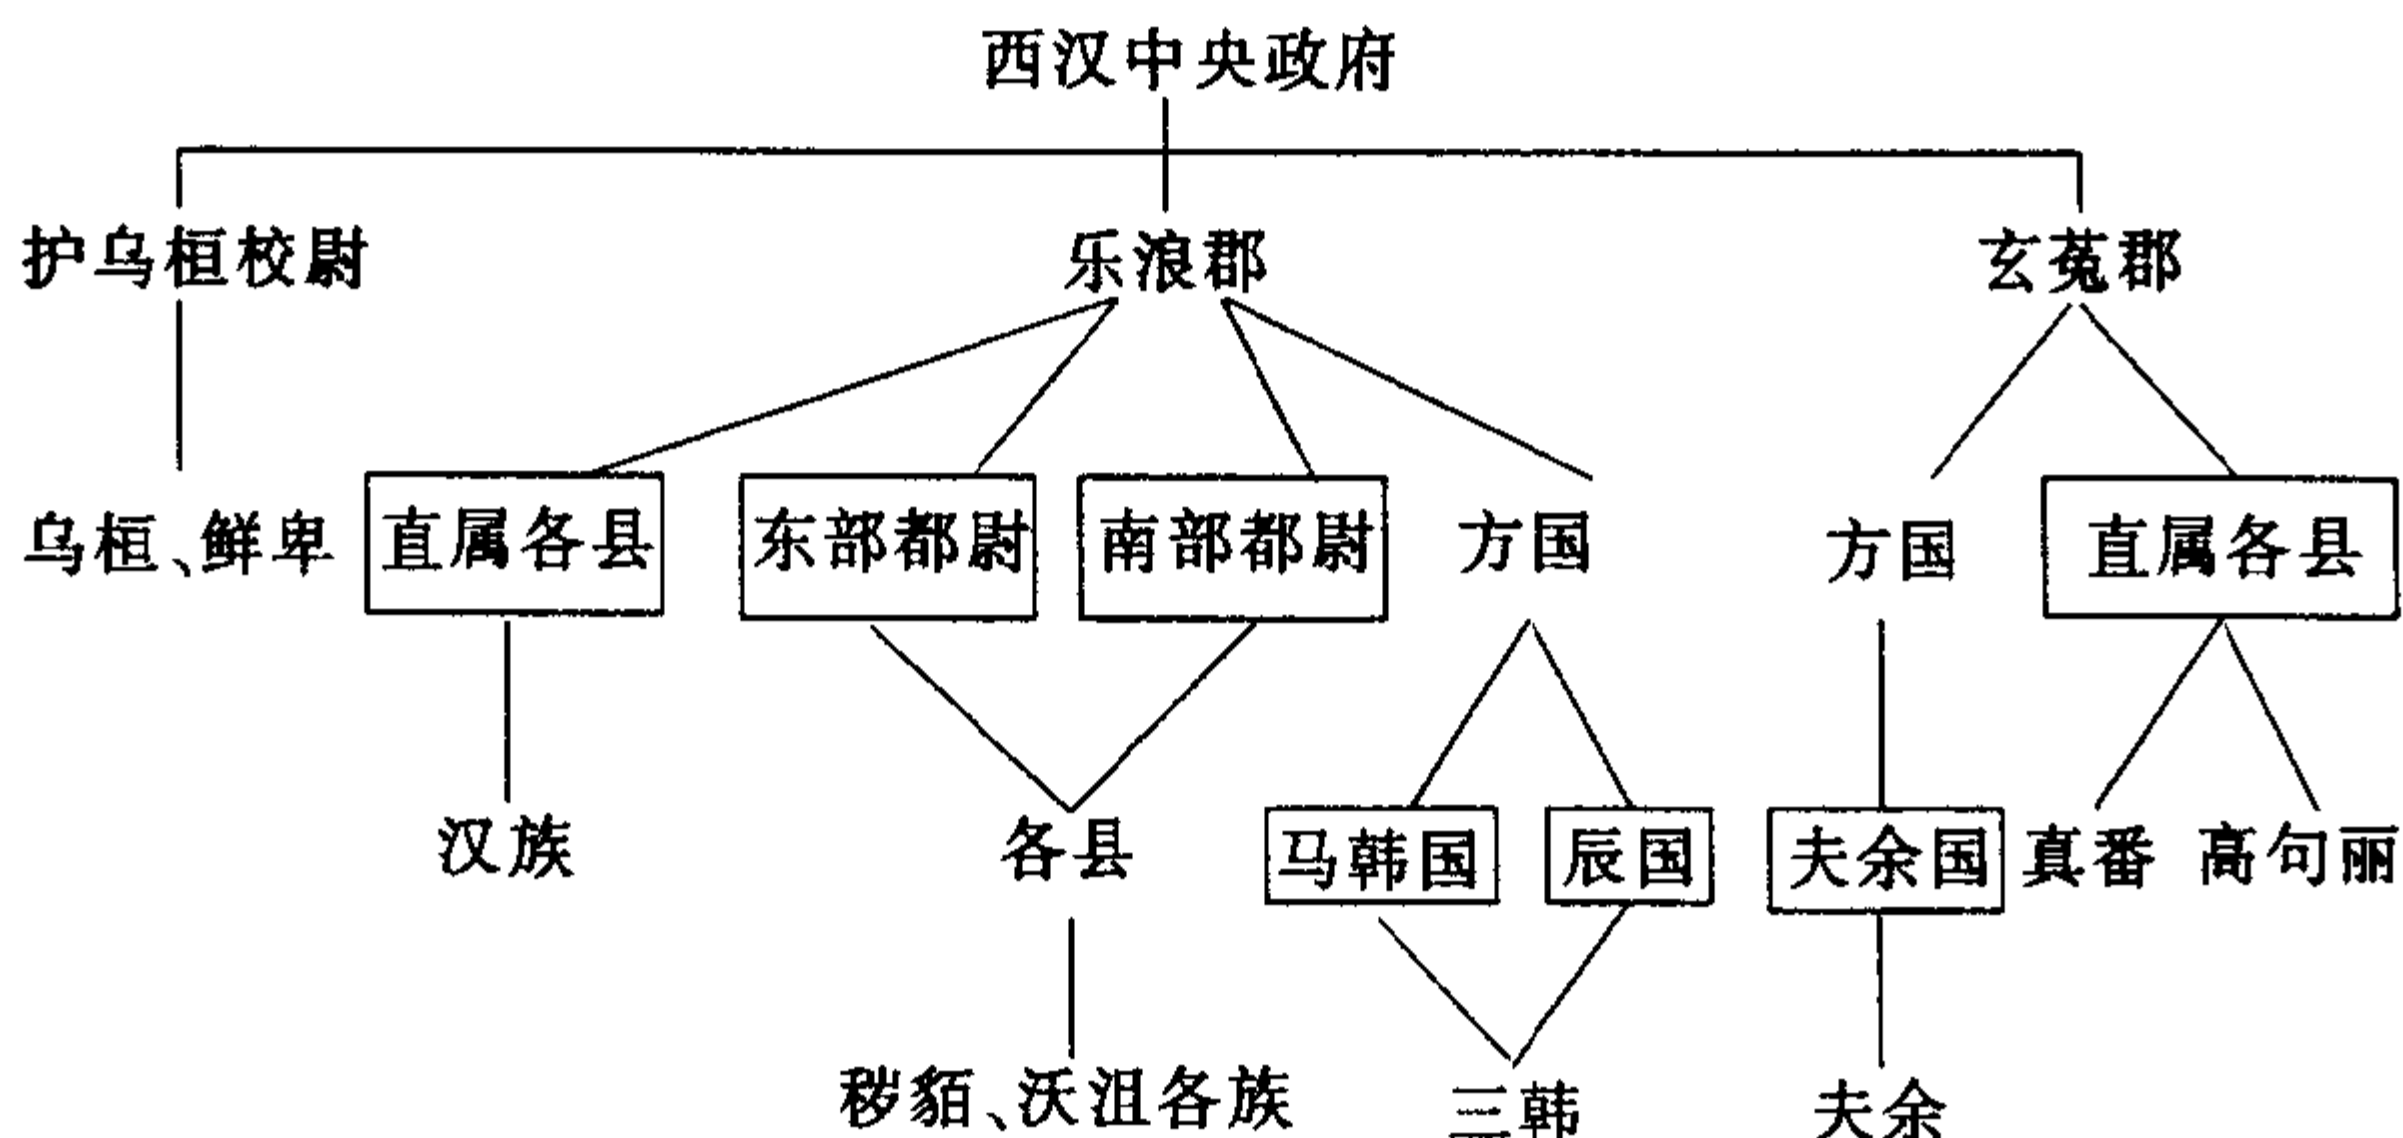 西汉中央政府
护乌桓校尉 乐浪郡 玄菟郡
乌桓、鲜卑 直属各县 东部都尉 南部都尉 方国 方国 直属各县
汉族 各县 马韩国 辰国 夫余国 真番 高句丽
秽貊、沃沮各族 三韩 夫余